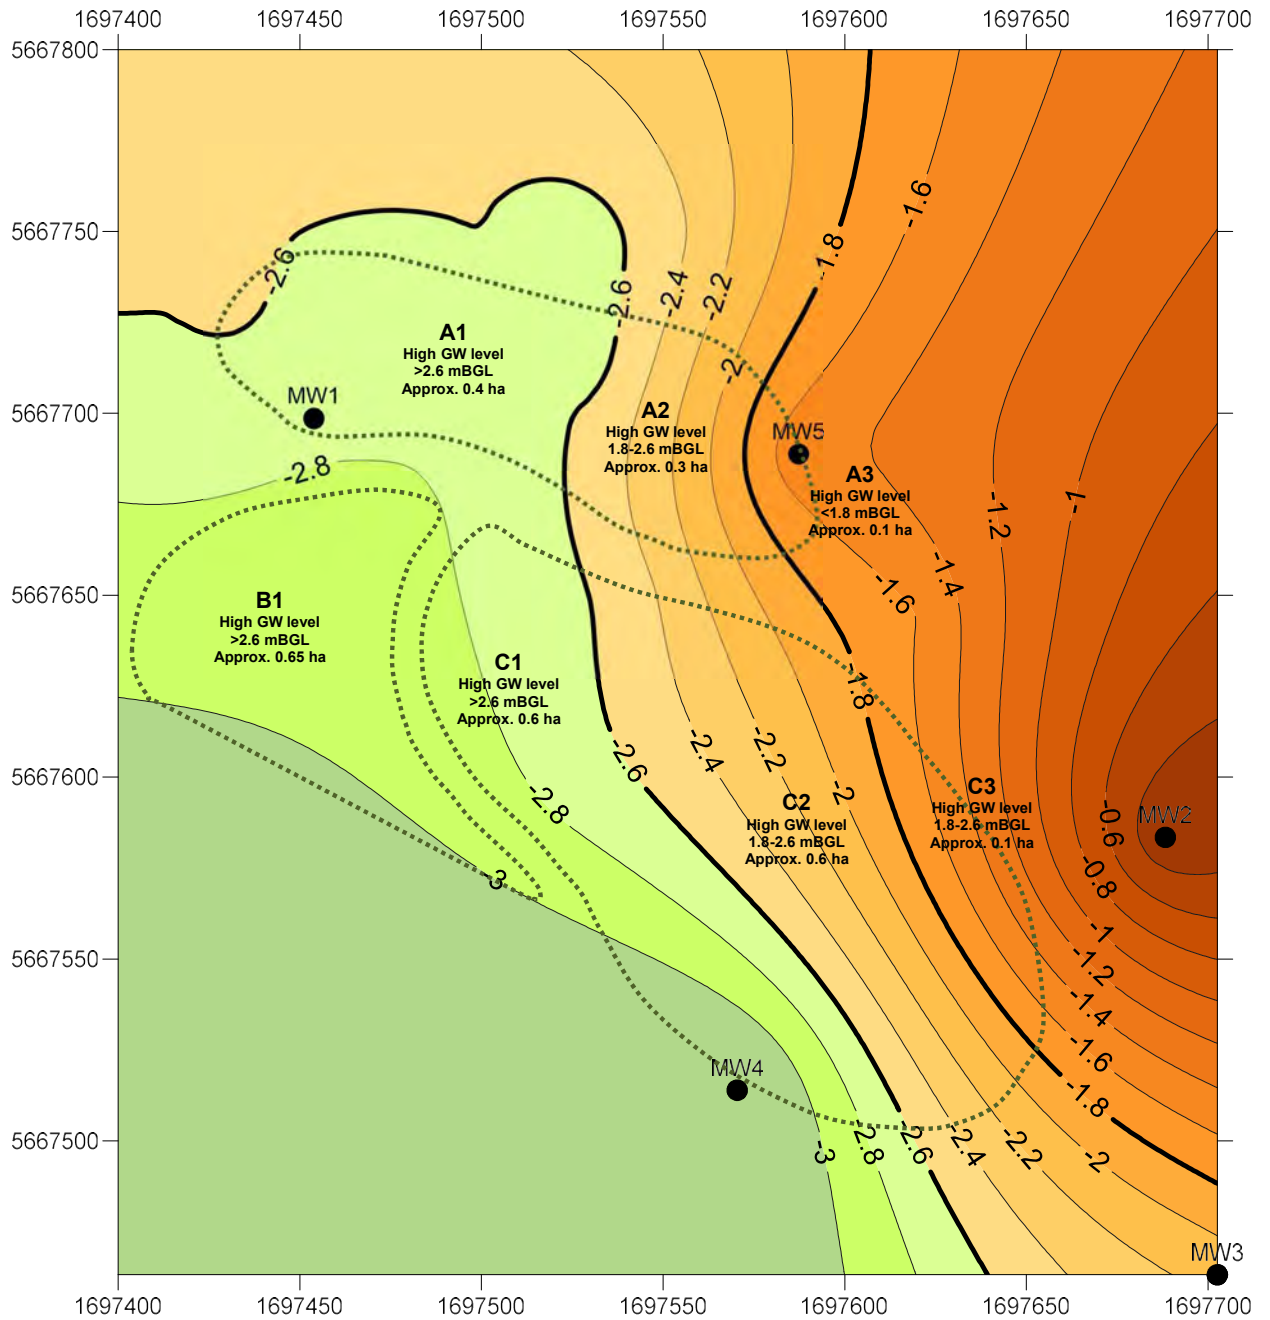 1697400 1697450 1697500 1697550 1697600 1697650 1697700
5667800
5667750
5667700
5667650
5667600
5667550
5667500
-1.6
-1.8
-2.6
-2.6
-2.4
-2.2
-2
A1
High GW level
>2.6 mBGL
Approx. 0.4 ha
MW1
A2
High GW level
1.8-2.6 mBGL
Approx. 0.3 ha
MW5
A3
High GW level
<1.8 mBGL
Approx. 0.1 ha
-2.8
-1.2
-1
-1.4
-1.6
B1
High GW level
>2.6 mBGL
Approx. 0.65 ha
C1
High GW level
>2.6 mBGL
Approx. 0.6 ha
-1.8
-2.6
-2.4
-2.2
-2
-2.8
C2
High GW level
1.8-2.6 mBGL
Approx. 0.6 ha
C3
High GW level
1.8-2.6 mBGL
Approx. 0.1 ha
-0.6
MW2
-0.8
-3
-1
-1.2
-1.4
-1.6
-1.8
MW4
-3
-2.8
-2.6
-2.4
-2.2
-2
MW3
1697400 1697450 1697500 1697550 1697600 1697650 1697700